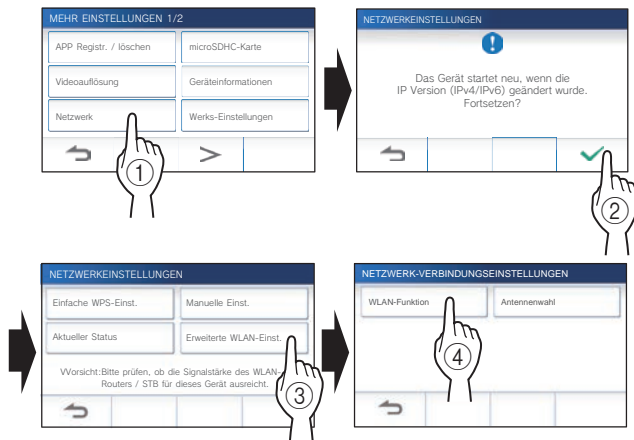 MEHR EINSTELLUNGEN 1/2
APP Registr. / löschen
microSDHC-Karte
Videoauflösung
Geräteinformationen
Netzwerk
Werks-Einstellungen
①
NETZWERKEINSTELLUNGEN
Das Gerät startet neu, wenn die
IP Version (IPv4/IPv6) geändert wurde.
Fortsetzen?
②
NETZWERKEINSTELLUNGEN
Einfache WPS-Einst.
Manuelle Einst.
Aktueller Status
Erweiterte WLAN-Einst.
VVorsicht:Bitte prüfen, ob die Signalstärke des WLAN-
Routers / STB für dieses Gerät ausreicht.
③
NETZWERK-VERBINDUNGSEINSTELLUNGEN
WLAN-Funktion
Antennenwahl
④